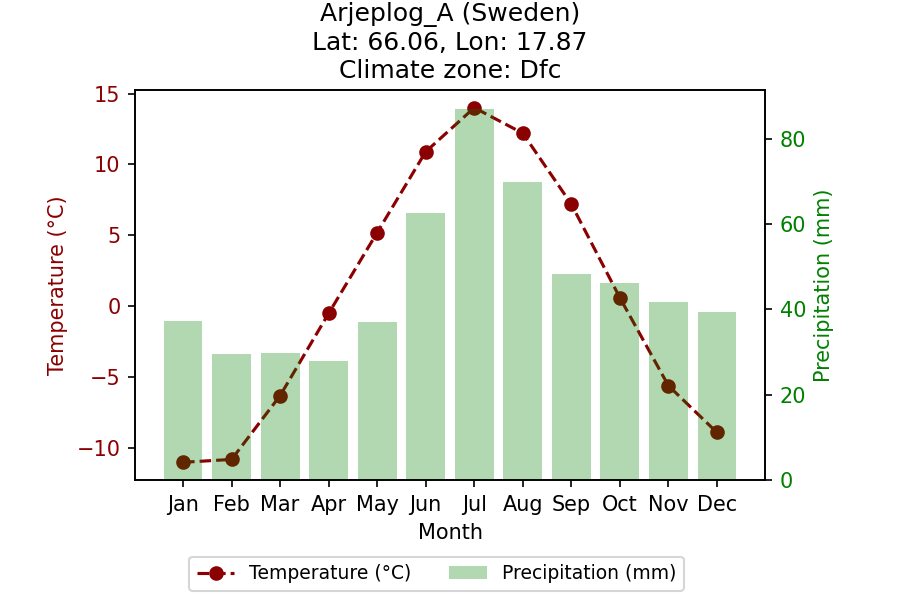 Arjeplog_A (Sweden)
Lat: 66.06, Lon: 17.87
Climate zone: Dfc
15
10
5
0
−5
−10
Temperature (°C)
80
60
40
20
0
Precipitation (mm)
Jan Feb Mar Apr May Jun Jul Aug Sep Oct Nov Dec
Month
Temperature (°C) Precipitation (mm)